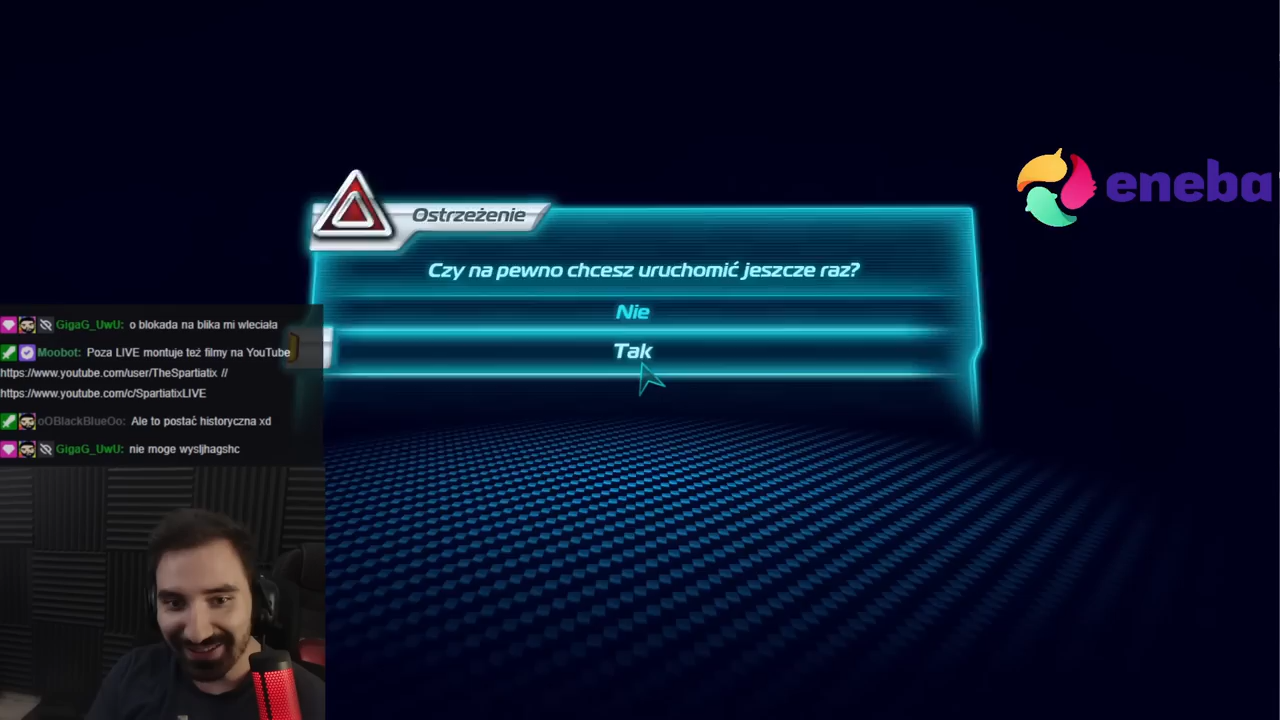 eneba
Ostrzeżenie
Czy na pewno chcesz uruchomić jeszcze raz?
Nie
Tak
GigaG_UwU: o blokada na blika mi wleciała
Moobot: Poza LIVE montuje też filmy na YouTube
https://www.youtube.com/user/TheSpartiatix //
https://www.youtube.com/c/SpartiatixLIVE
oOBlackBlueOo: Ale to postać historyczna xd
GigaG_UwU: nie moge wysljhagshc